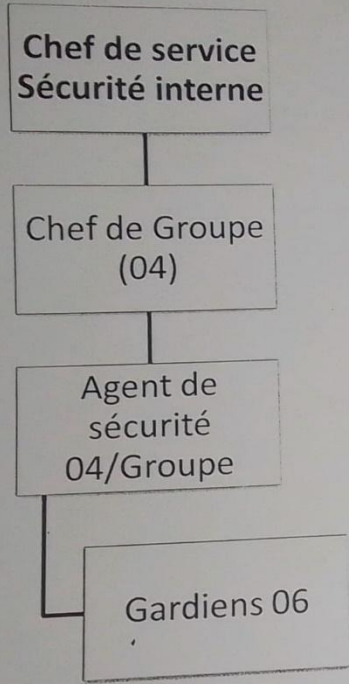 Chef de service
Sécurité interne
Chef de Groupe
(04)
Agent de
sécurité
04/Groupe
Gardiens 06